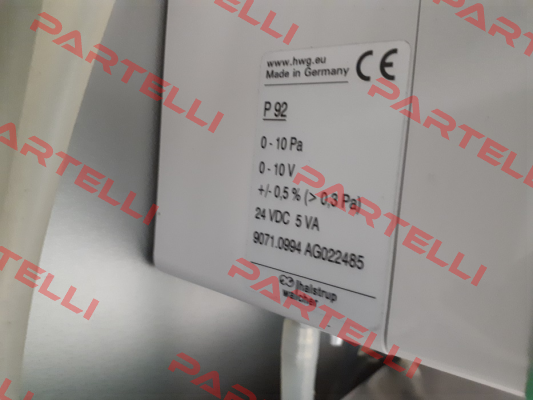 www.hwg.eu
Made in Germany CE
P 92
0 - 10 Pa
0 - 10 V
+/- 0,5 % (> 0,3 Pa)
24 VDC 5 VA
9071.0994 AG022485
halstrup
walcher
PARTELLI
PARTELLI
PARTELLI
PARTELLI
PARTELLI
PARTELLI